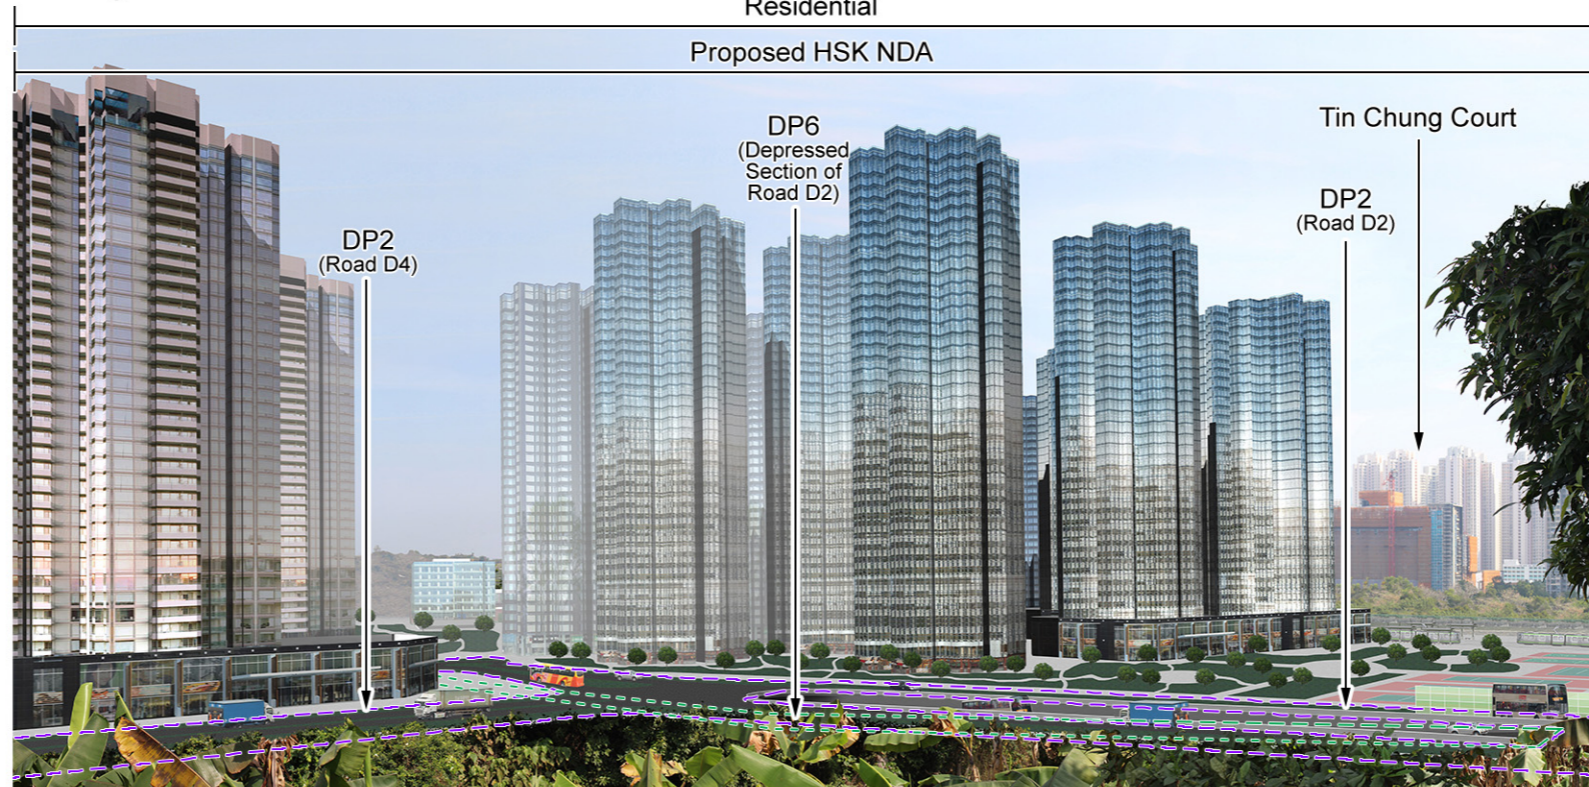 Residential
Proposed HSK NDA
Tin Chung Court
DP6
(Depressed
Section of
Road D2)
DP2
(Road D2)
DP2
(Road D4)